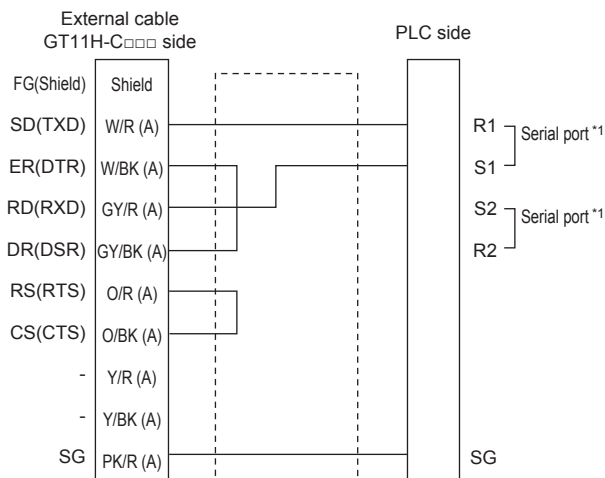 External cable
GT11H-C□□□ side
PLC side
FG(Shield) Shield
SD(TXD) W/R (A) R1 Serial port *1
ER(DTR) W/BK (A) S1
RD(RXD) GY/R (A) S2 Serial port *1
DR(DSR) GY/BK (A) R2
RS(RTS) O/R (A)
CS(CTS) O/BK (A)
- Y/R (A)
- Y/BK (A)
SG PK/R (A) SG